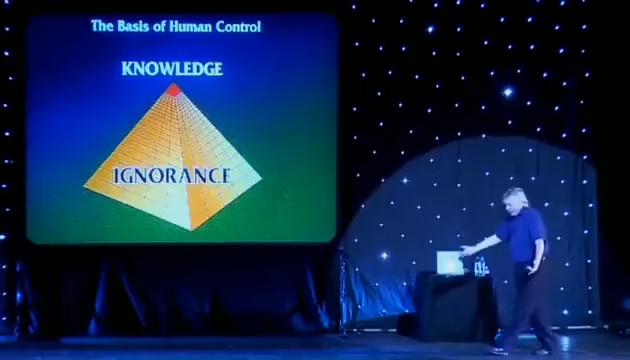 The Basis of Human Control
KNOWLEDGE
IGNORANCE